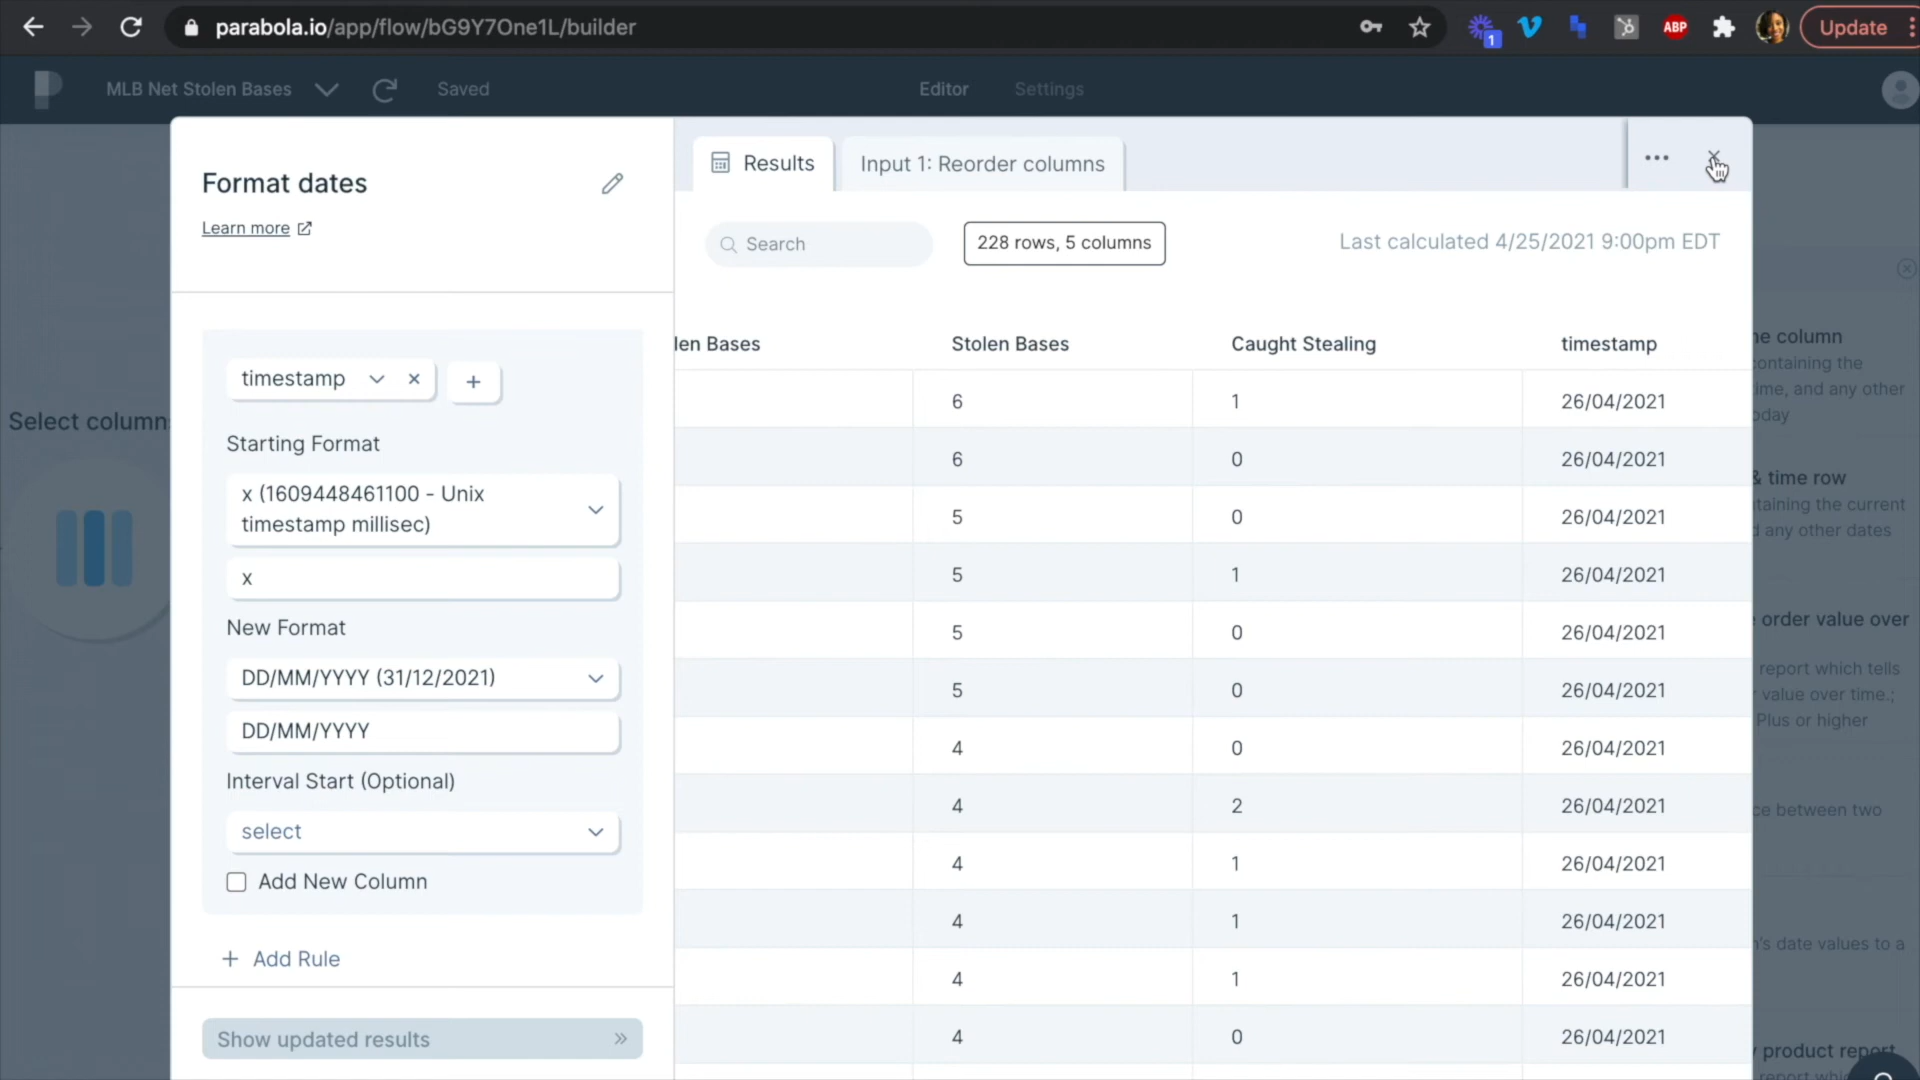 parabola.io/app/flow/bG9Y7One1L/builder
1
ABP
Update
MLB Net Stolen Bases
Saved
Editor
Settings
Format dates
Learn more
Results
Input 1: Reorder columns
Search
228 rows, 5 columns
Last calculated 4/25/2021 9:00pm EDT
len Bases
Stolen Bases
Caught Stealing
timestamp
6
1
26/04/2021
6
0
26/04/2021
5
0
26/04/2021
5
1
26/04/2021
5
0
26/04/2021
5
0
26/04/2021
4
0
26/04/2021
4
2
26/04/2021
4
1
26/04/2021
4
1
26/04/2021
4
1
26/04/2021
4
0
26/04/2021
timestamp
Starting Format
x (1609448461100 - Unix
timestamp millisec)
x
New Format
DD/MM/YYYY (31/12/2021)
DD/MM/YYYY
Interval Start (Optional)
select
Add New Column
Add Rule
Show updated results
Select column
column
containing the
and any other
& time row
the current
any other dates
order value over
report which tells
value over time.;
Plus or higher
between two
date values to a
product report
report